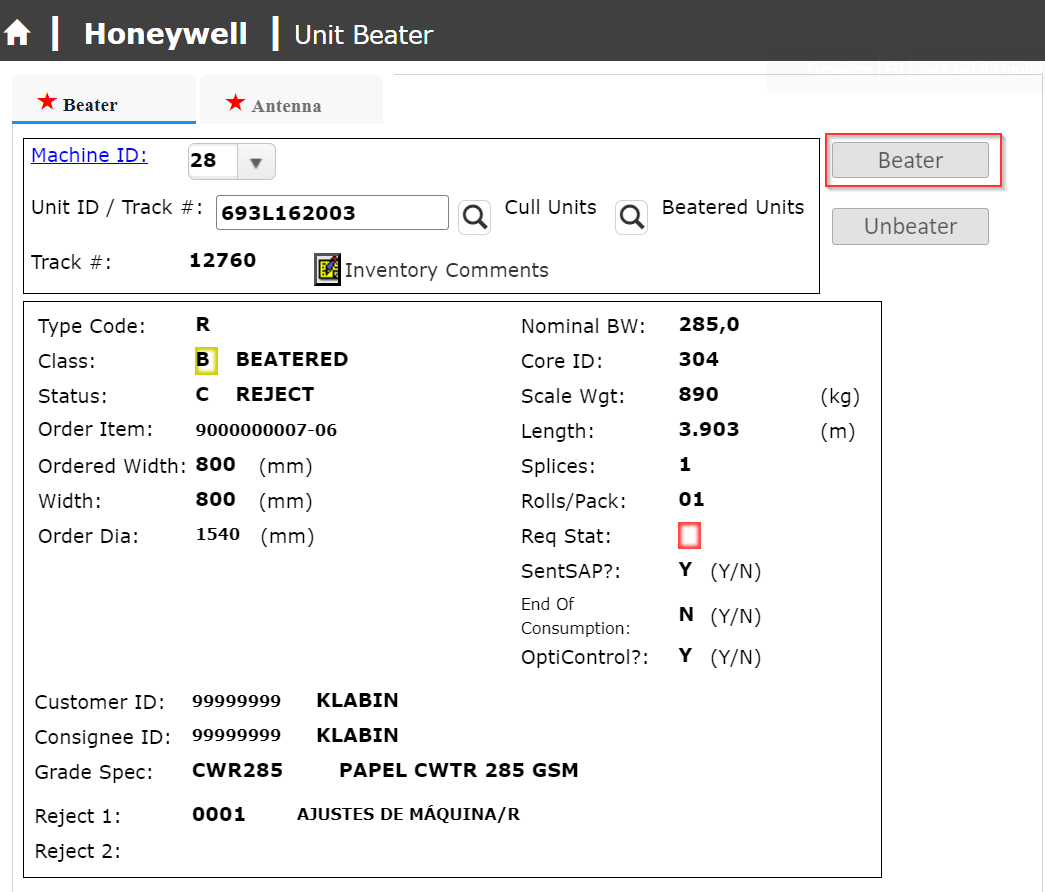 Honeywell Unit Beater
Beater Antenna
Machine ID: 28 Beater
Unit ID / Track #: 693L162003 Cull Units Beatered Units Unbeater
Track #: 12760 Inventory Comments
Type Code: R Nominal BW: 285,0
Class: B BEATERED Core ID: 304
Status: C REJECT Scale Wgt: 890 (kg)
Order Item: 9000000007-06 Length: 3.903 (m)
Ordered Width: 800 (mm) Splices: 1
Width: 800 (mm) Rolls/Pack: 01
Order Dia: 1540 (mm) Req Stat:
SentSAP?: Y (Y/N)
End Of
Consumption: N (Y/N)
OptiControl?: Y (Y/N)
Customer ID: 99999999 KLABIN
Consignee ID: 99999999 KLABIN
Grade Spec: CWR285 PAPEL CWTR 285 GSM
Reject 1: 0001 AJUSTES DE MÁQUINA/R
Reject 2: